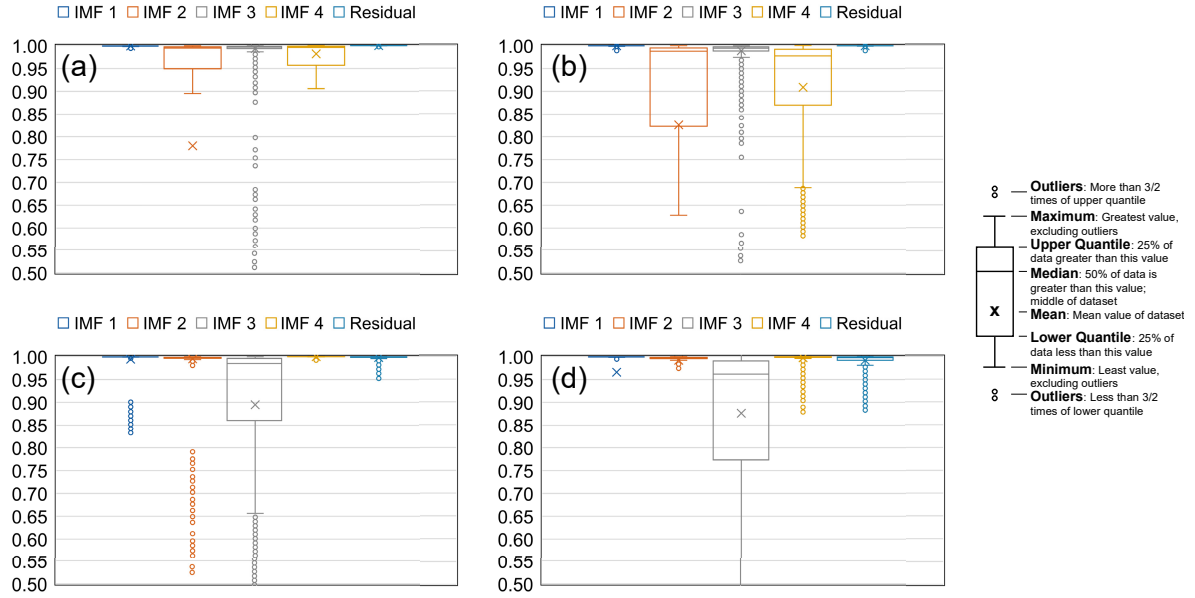 IMF 1 IMF 2 IMF 3 IMF 4 Residual
1.00
0.95
0.90
0.85
0.80
0.75
0.70
0.65
0.60
0.55
0.50
(a)
IMF 1 IMF 2 IMF 3 IMF 4 Residual
1.00
0.95
0.90
0.85
0.80
0.75
0.70
0.65
0.60
0.55
0.50
(b)
IMF 1 IMF 2 IMF 3 IMF 4 Residual
1.00
0.95
0.90
0.85
0.80
0.75
0.70
0.65
0.60
0.55
0.50
(c)
IMF 1 IMF 2 IMF 3 IMF 4 Residual
1.00
0.95
0.90
0.85
0.80
0.75
0.70
0.65
0.60
0.55
0.50
(d)
Outliers: More than 3/2
times of upper quantile
Maximum: Greatest value,
excluding outliers
Upper Quantile: 25% of
data greater than this value
Median: 50% of data is
greater than this value;
middle of dataset
Mean: Mean value of dataset
Lower Quantile: 25% of
data less than this value
Minimum: Least value,
excluding outliers
Outliers: Less than 3/2
times of lower quantile